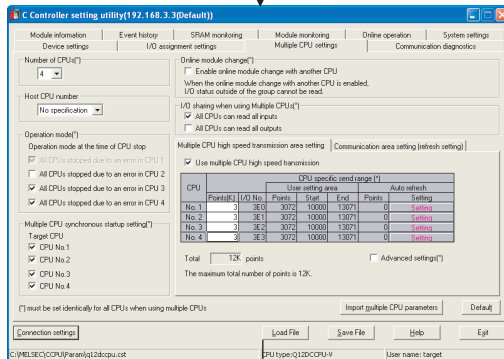 C Controller setting utility(192.168.3.3(Default))
Module information Event history SRAM monitoring Module monitoring Online operation System settings
Device settings I/O assignment settings Multiple CPU settings Communication diagnostics
Number of CPUs(*)
4
Host CPU number
No specification
Operation mode(*)
Operation mode at the time of CPU stop
All CPUs stopped due to an error in CPU 1
All CPUs stopped due to an error in CPU 2
All CPUs stopped due to an error in CPU 3
All CPUs stopped due to an error in CPU 4
Multiple CPU synchronous startup setting(*)
Target CPU
CPU No.1
CPU No.2
CPU No.3
CPU No.4
Online module change(*)
Enable online module change with another CPU
When the online module change with another CPU is enabled,
I/O status outside of the group cannot be read.
I/O sharing when using Multiple CPUs(*)
All CPUs can read all inputs
All CPUs can read all outputs
Multiple CPU high speed transmission area setting Communication area setting (refresh setting)
Use multiple CPU high speed transmission
CPU specific send range (*)
CPU User setting area Auto refresh
Points(K) I/O No. Points Start End Points Setting
No. 1 3 3E0 3072 10000 13071 0 Setting
No. 2 3 3E1 3072 10000 13071 0 Setting
No. 3 3 3E2 3072 10000 13071 0 Setting
No. 4 3 3E3 3072 10000 13071 0 Setting
Total 12K points Advanced settings(*)
The maximum total number of points is 12K.
(*) must be set identically for all CPUs when using multiple CPUs
Import multiple CPU parameters Default
Connection settings Load File Save File Help Exit
C:\MELSEC\CCPU\Param\q12dccpu.cst CPU type:Q12DCCPU-V User name: target